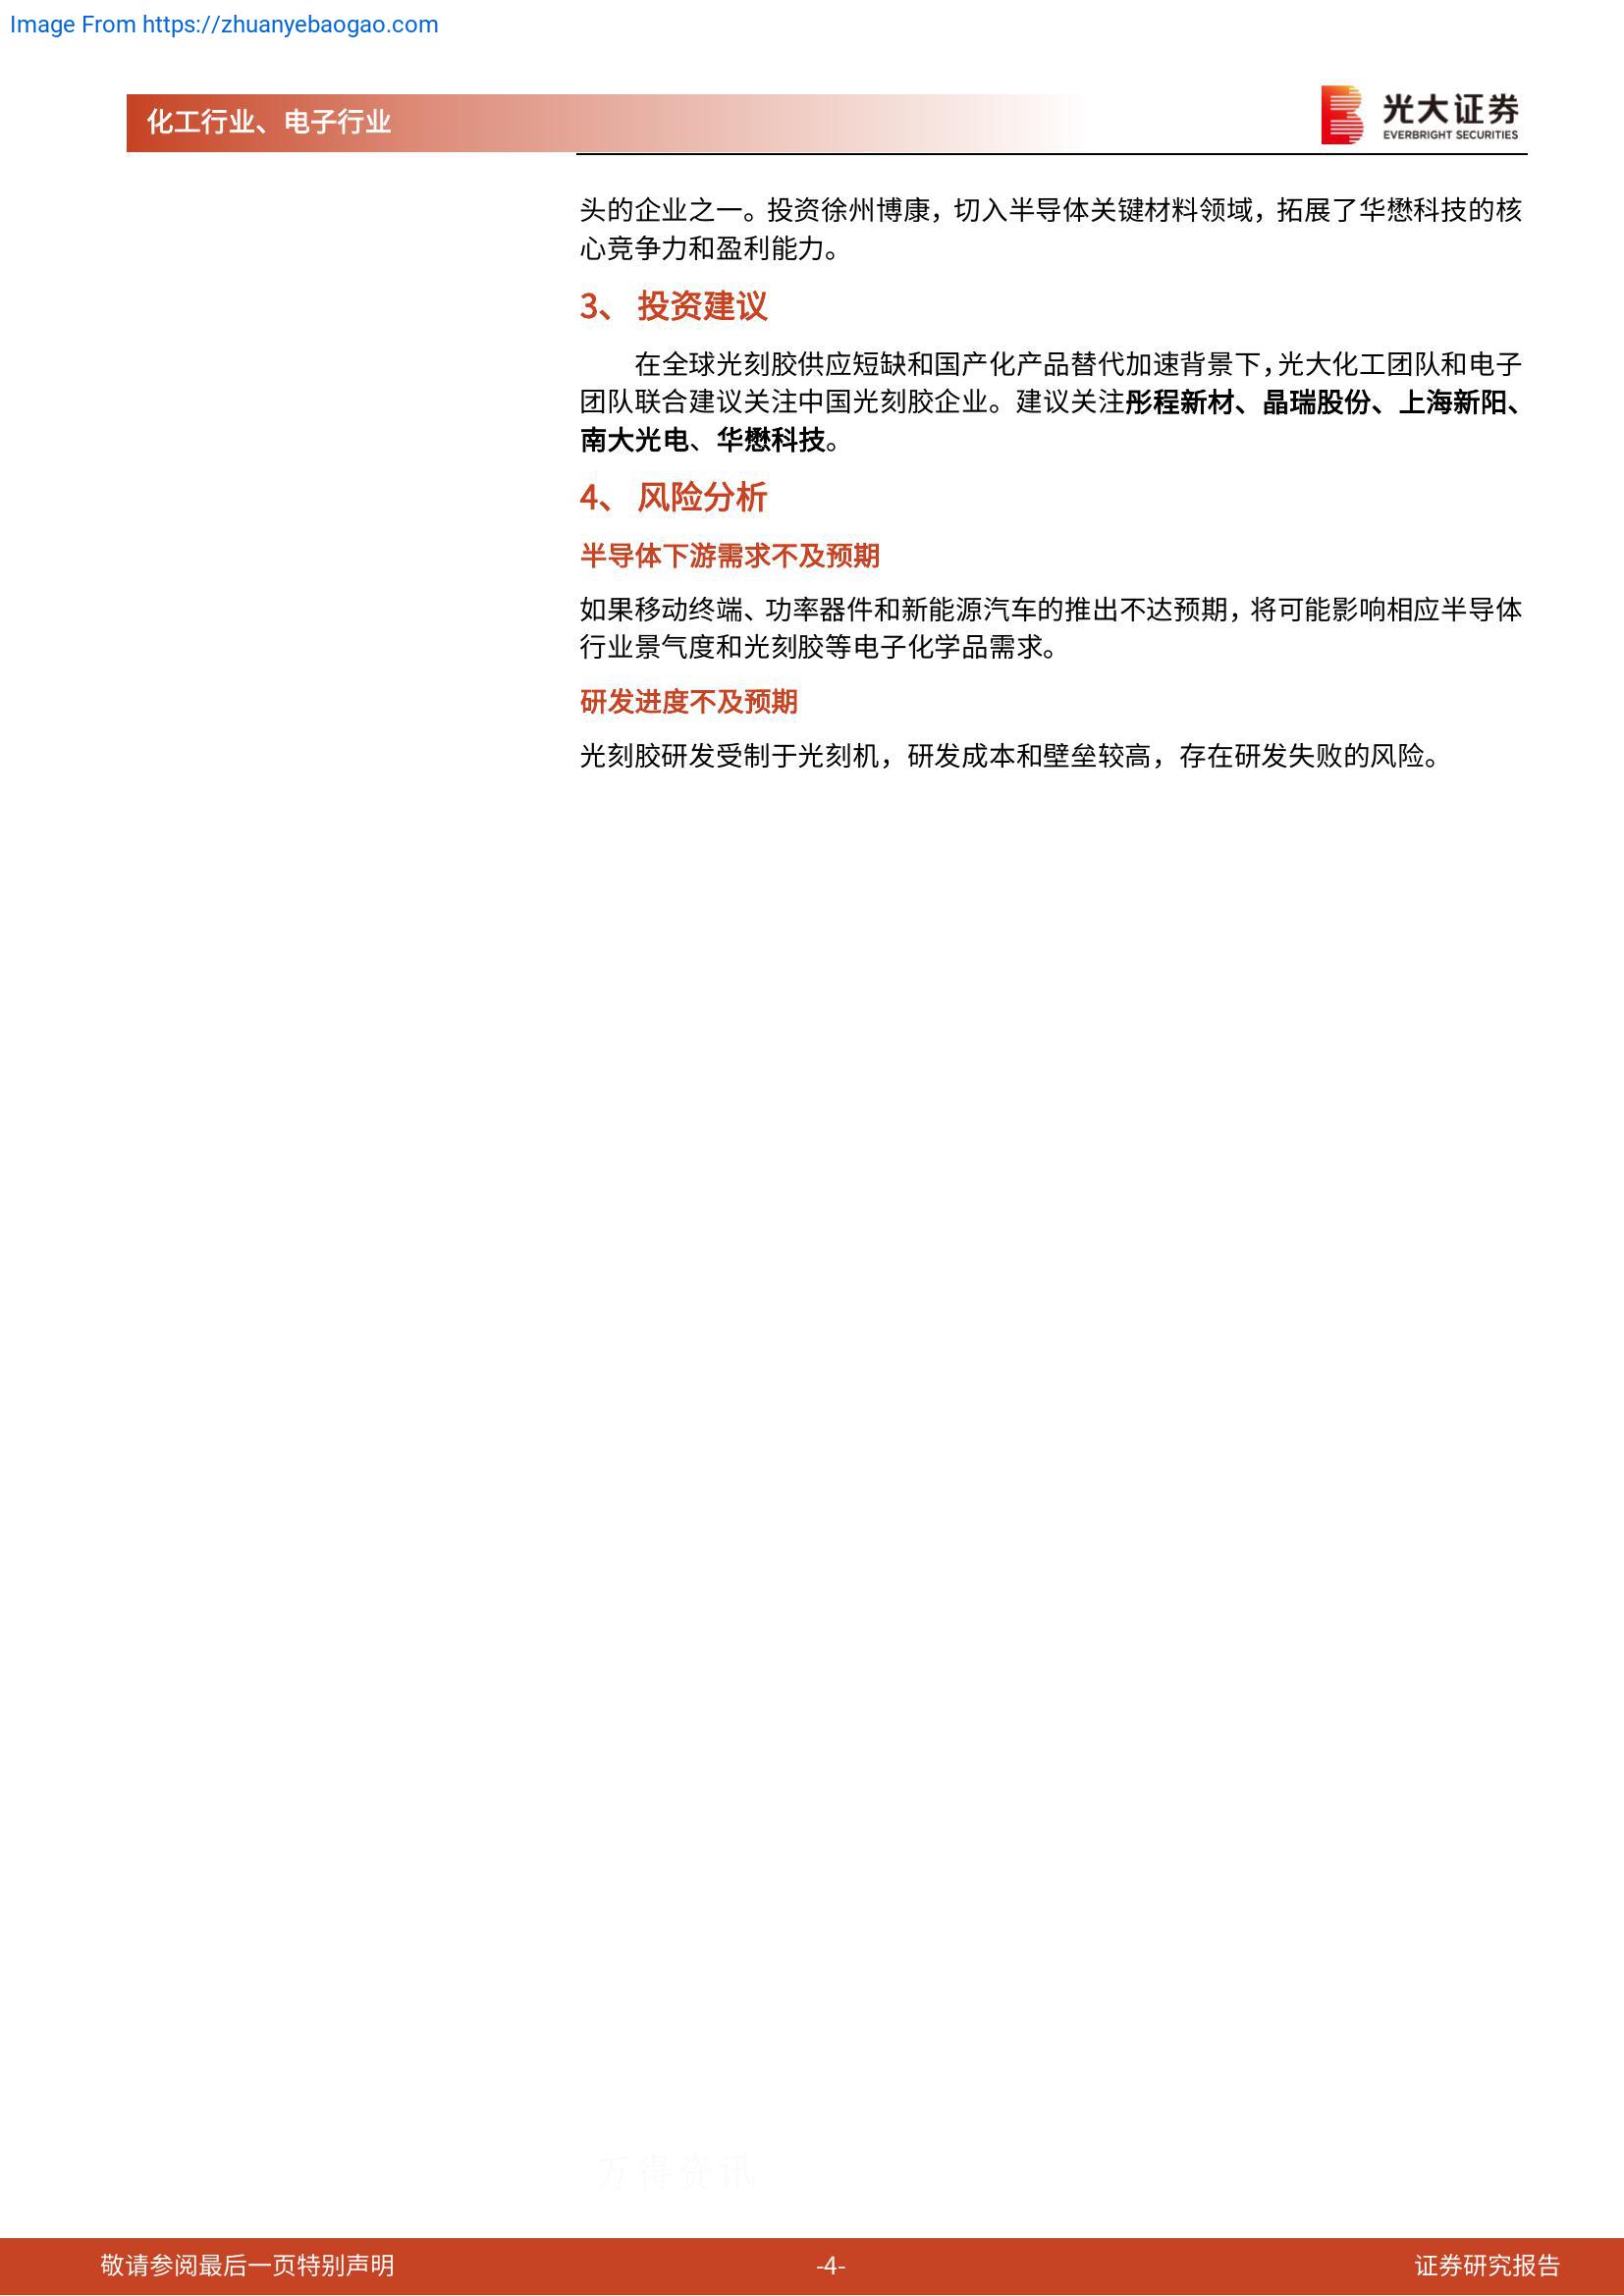 Image From https://zhuanyebaogao.com
化工行业、电子行业
光大证券
EVERBRIGHT SECURITIES
头的企业之一。投资徐州博康，切入半导体关键材料领域，拓展了华懋科技的核
心竞争力和盈利能力。
3、 投资建议
在全球光刻胶供应短缺和国产化产品替代加速背景下，光大化工团队和电子
团队联合建议关注中国光刻胶企业。建议关注彤程新材、晶瑞股份、上海新阳、
南大光电、华懋科技。
4、 风险分析
半导体下游需求不及预期
如果移动终端、功率器件和新能源汽车的推出不达预期，将可能影响相应半导体
行业景气度和光刻胶等电子化学品需求。
研发进度不及预期
光刻胶研发受制于光刻机，研发成本和壁垒较高，存在研发失败的风险。
万得资讯
敬请参阅最后一页特别声明
-4-
证券研究报告